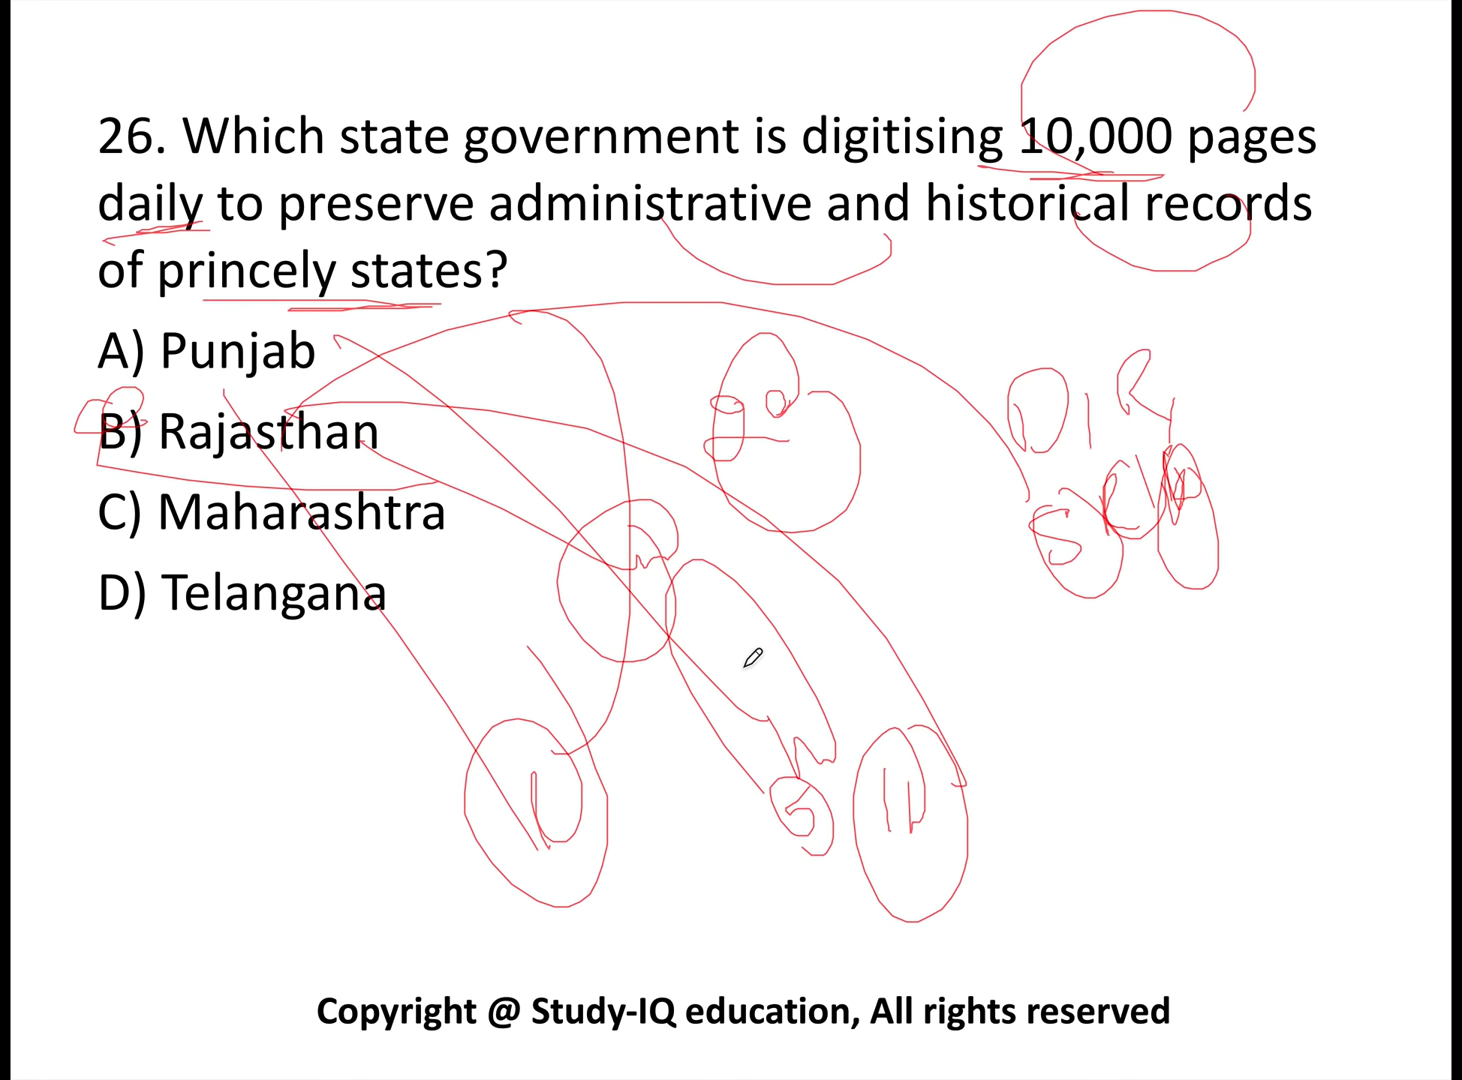 26. Which state government is digitising 10,000 pages
daily to preserve administrative and historical records
of princely states?
A) Punjab
B) Rajasthan
C) Maharashtra
D) Telangana
Copyright @ Study-IQ education, All rights reserved